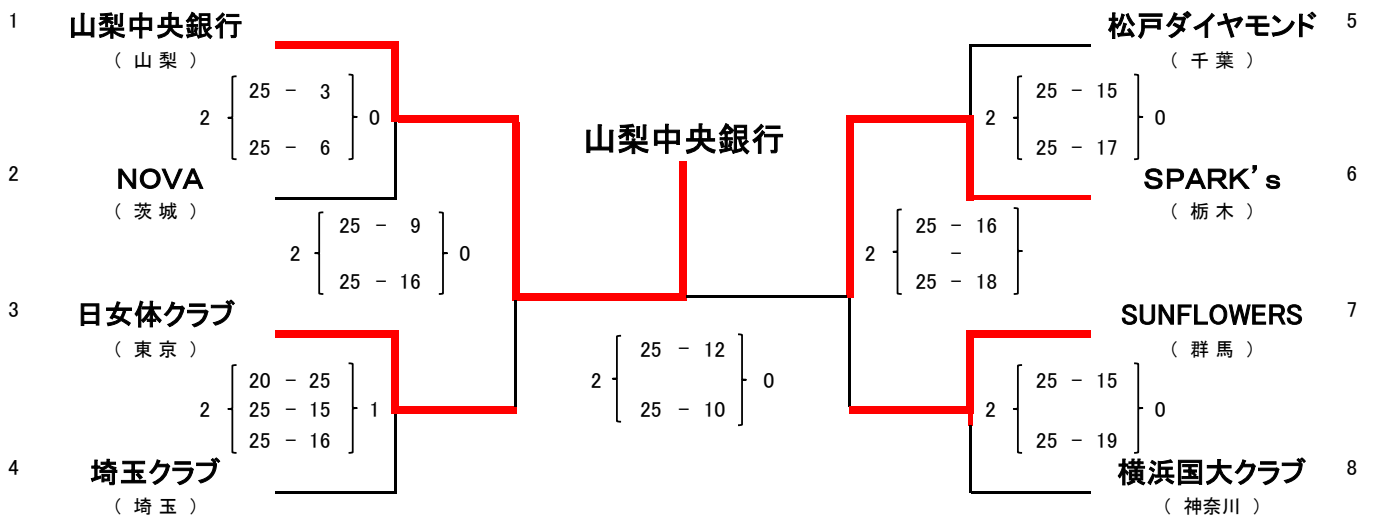 1 山梨中央銀行
( 山 梨 )
2 25 - 3 0
25 - 6
2 NOVA
( 茨 城 )
2 25 - 9 0
25 - 16
3 日女体クラブ
( 東 京 )
20 - 25
2 25 - 15 1
25 - 16
4 埼玉クラブ
( 埼 玉 )
山梨中央銀行
25 - 12
2 0
25 - 10
松戸ダイヤモンド 5
( 千 葉 )
25 - 15
2 0
25 - 17
SPARK's 6
( 栃 木 )
25 - 16
2 -
25 - 18
SUNFLOWERS 7
( 群 馬 )
25 - 15
2 0
25 - 19
横浜国大クラブ 8
( 神奈川 )